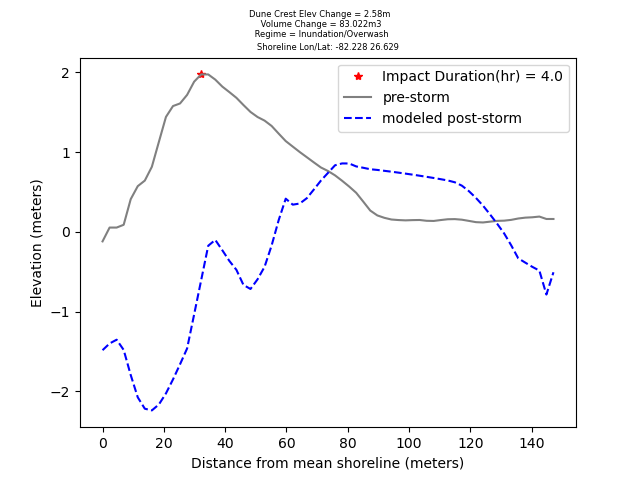 Dune Crest Elev Change = 2.58m
Volume Change = 83.022m3
Regime = Inundation/Overwash
Shoreline Lon/Lat: -82.228 26.629
Impact Duration(hr) = 4.0
pre-storm
modeled post-storm
Elevation (meters)
2
1
0
−1
−2
0 20 40 60 80 100 120 140
Distance from mean shoreline (meters)